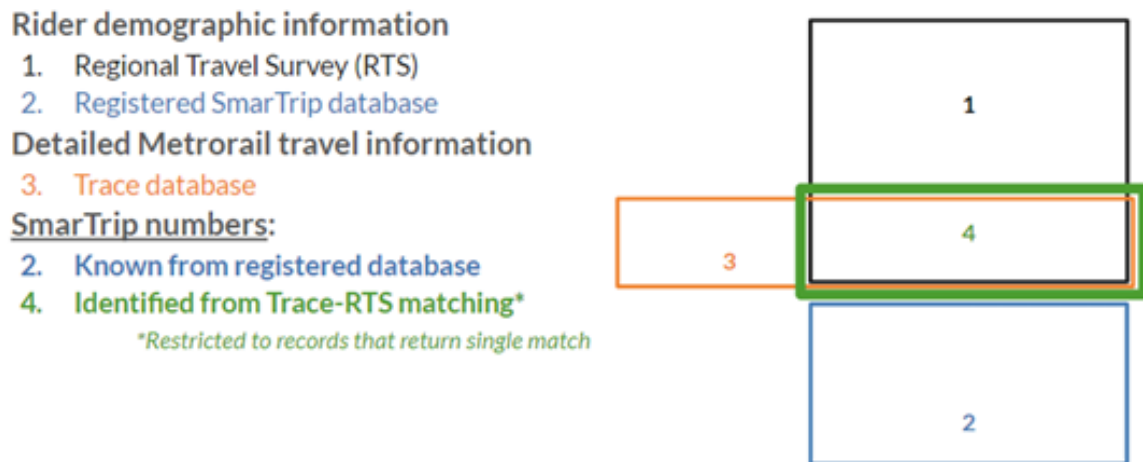 Rider demographic information
1. Regional Travel Survey (RTS)
2. Registered SmarTrip database
Detailed Metrorail travel information
3. Trace database
SmarTrip numbers:
2. Known from registered database
4. Identified from Trace-RTS matching*
*Restricted to records that return single match
1
4
3
2